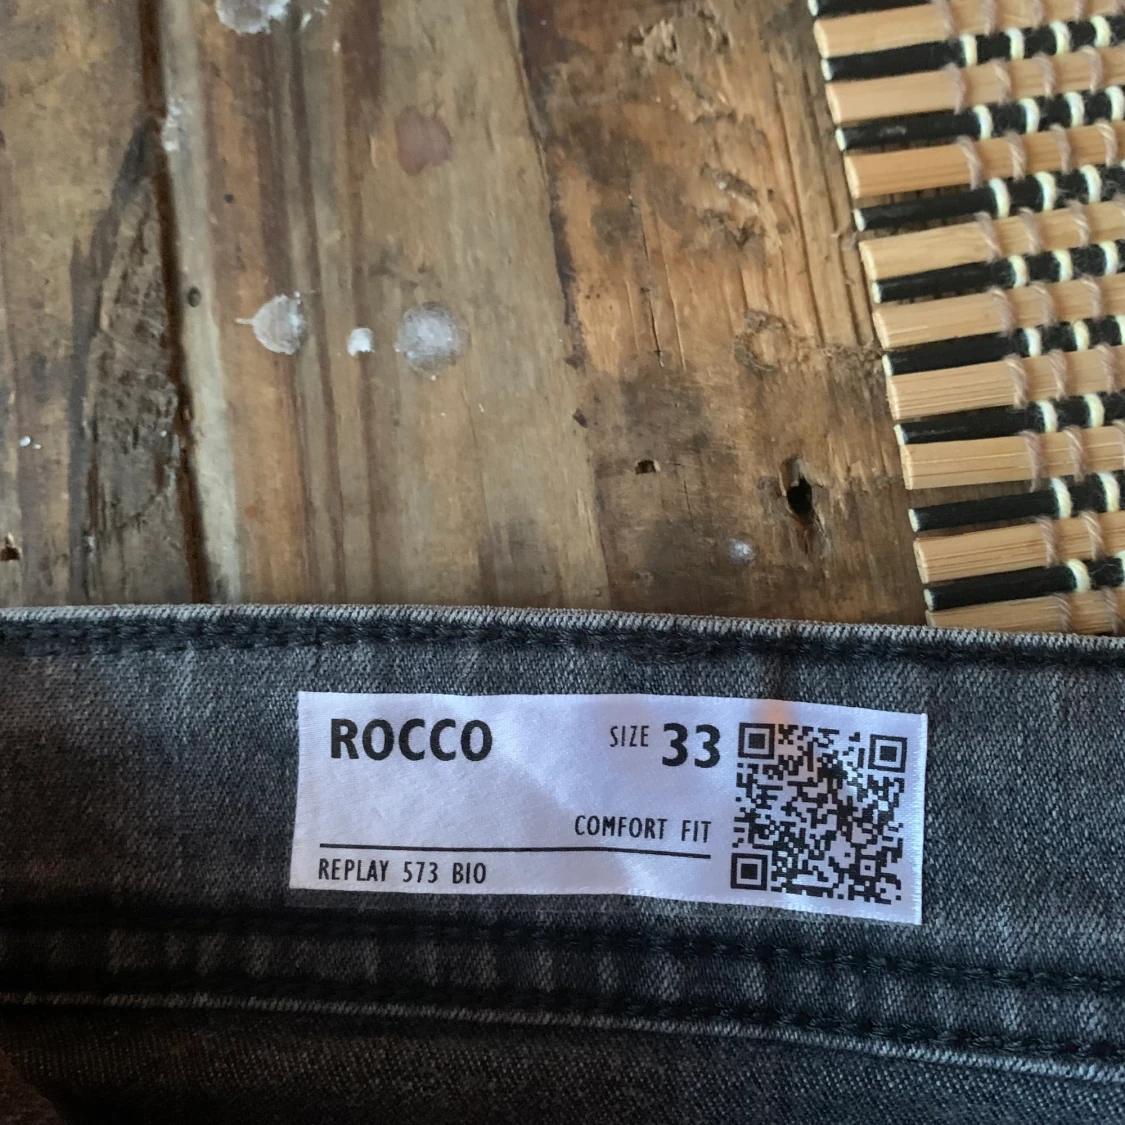 ROCCO SIZE 33
COMFORT FIT
REPLAY 573 BIO